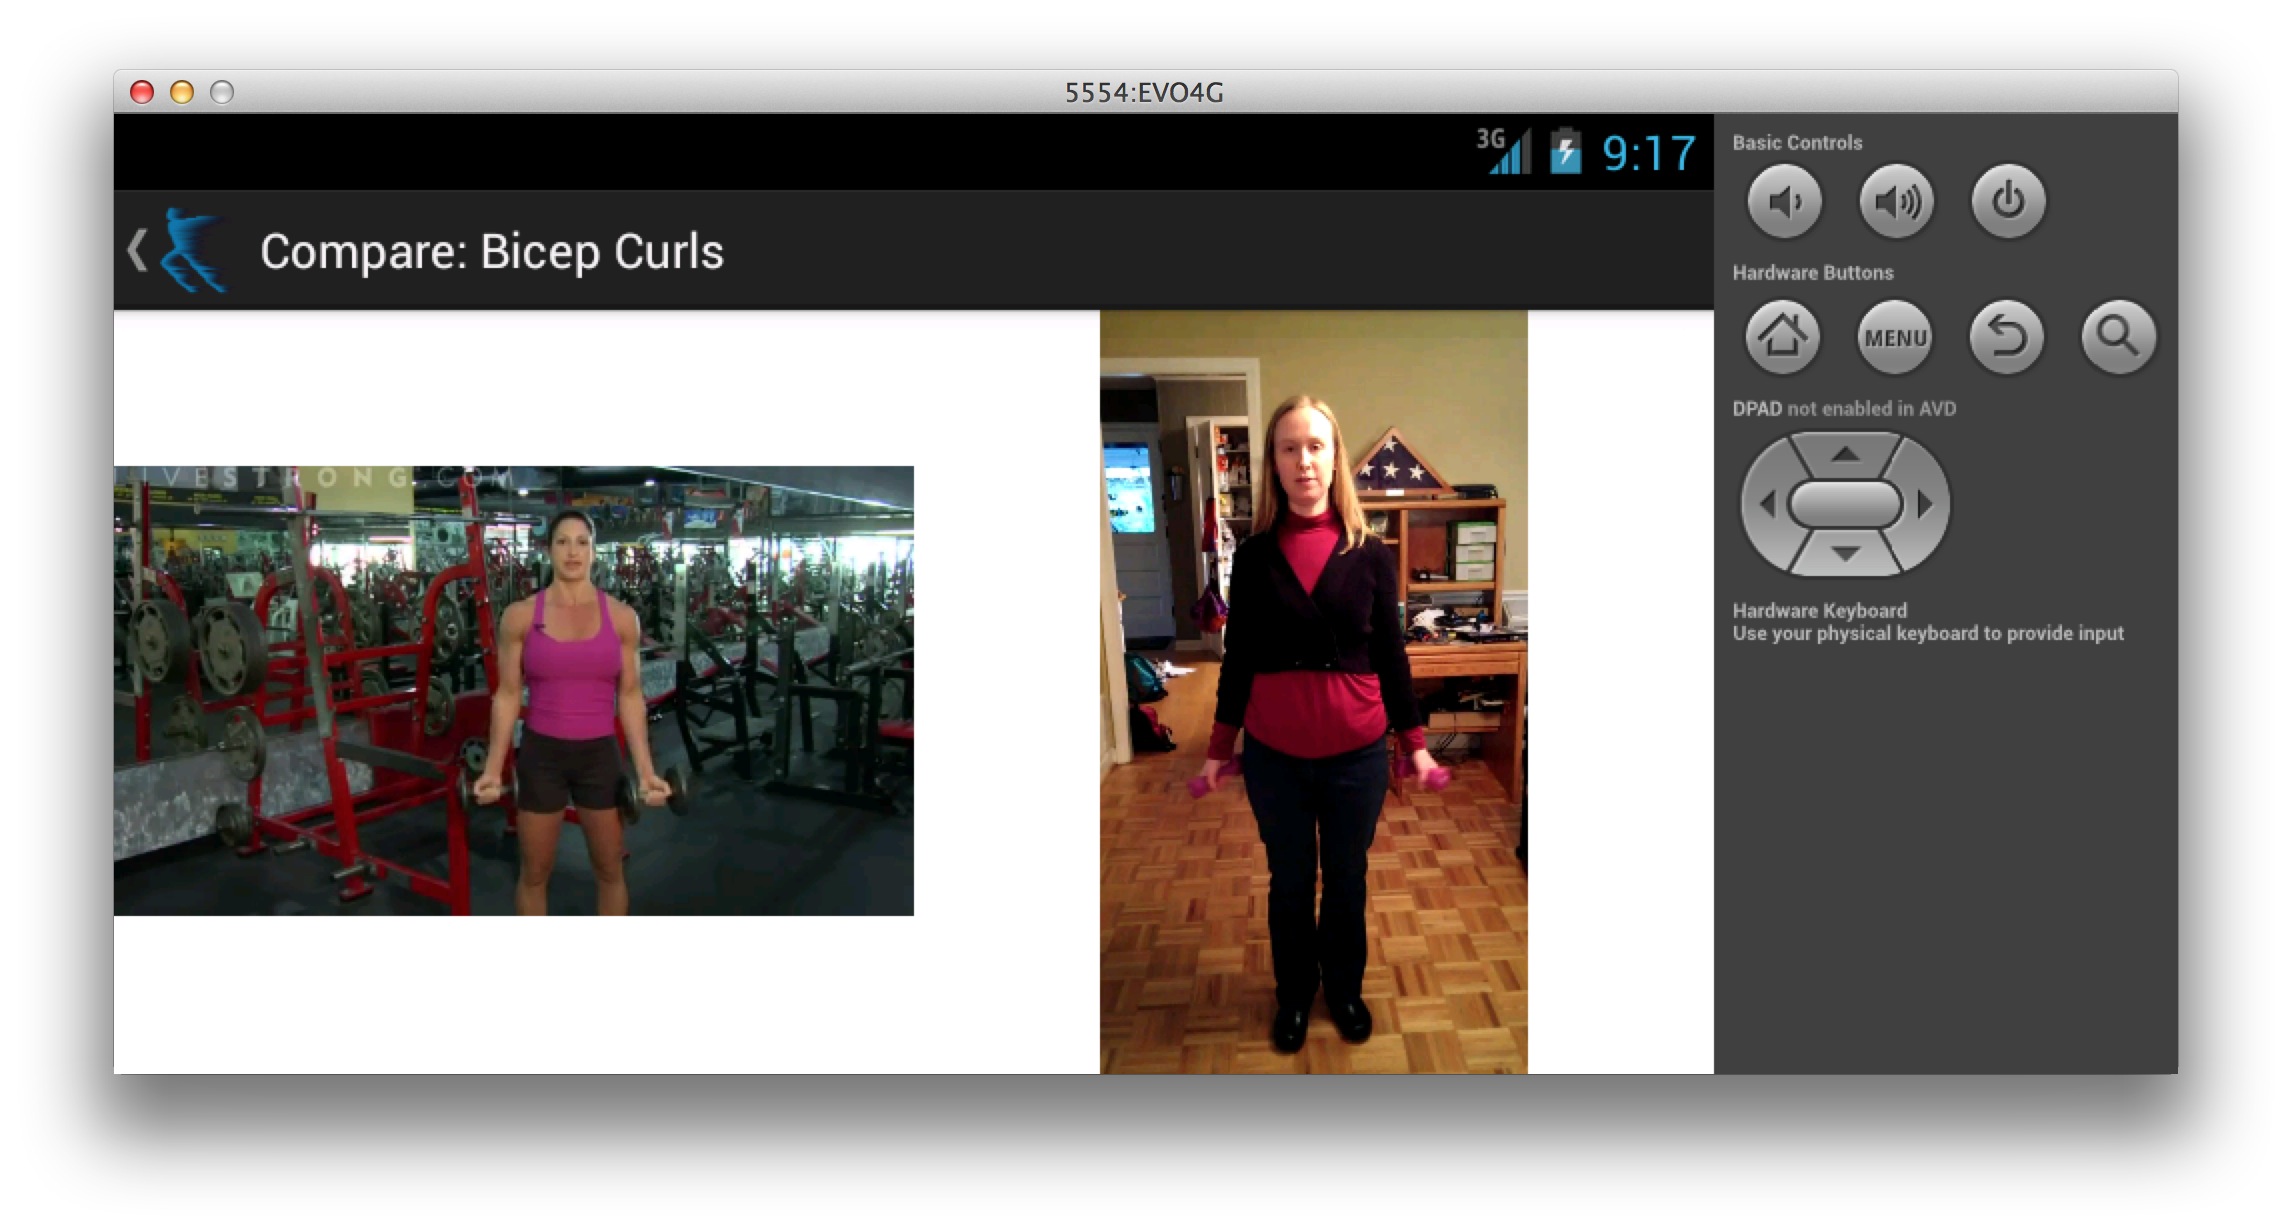 5554:EVO4G
3G 9:17
Compare: Bicep Curls
IVESTRONG.COM
Basic Controls
Hardware Buttons
MENU
DPAD not enabled in AVD
Hardware Keyboard
Use your physical keyboard to provide input